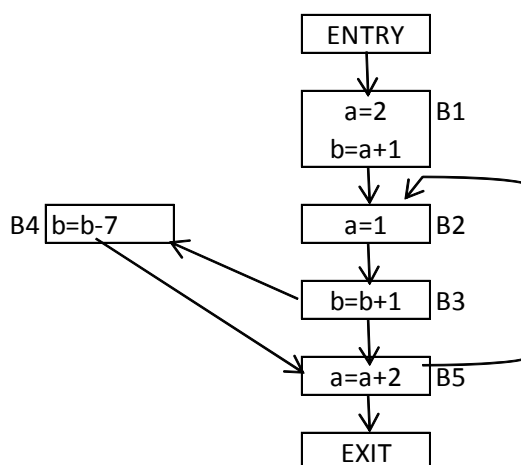 ENTRY
a=2
B1
b=a+1
B4
b=b-7
a=1
B2
b=b+1
B3
a=a+2
B5
EXIT